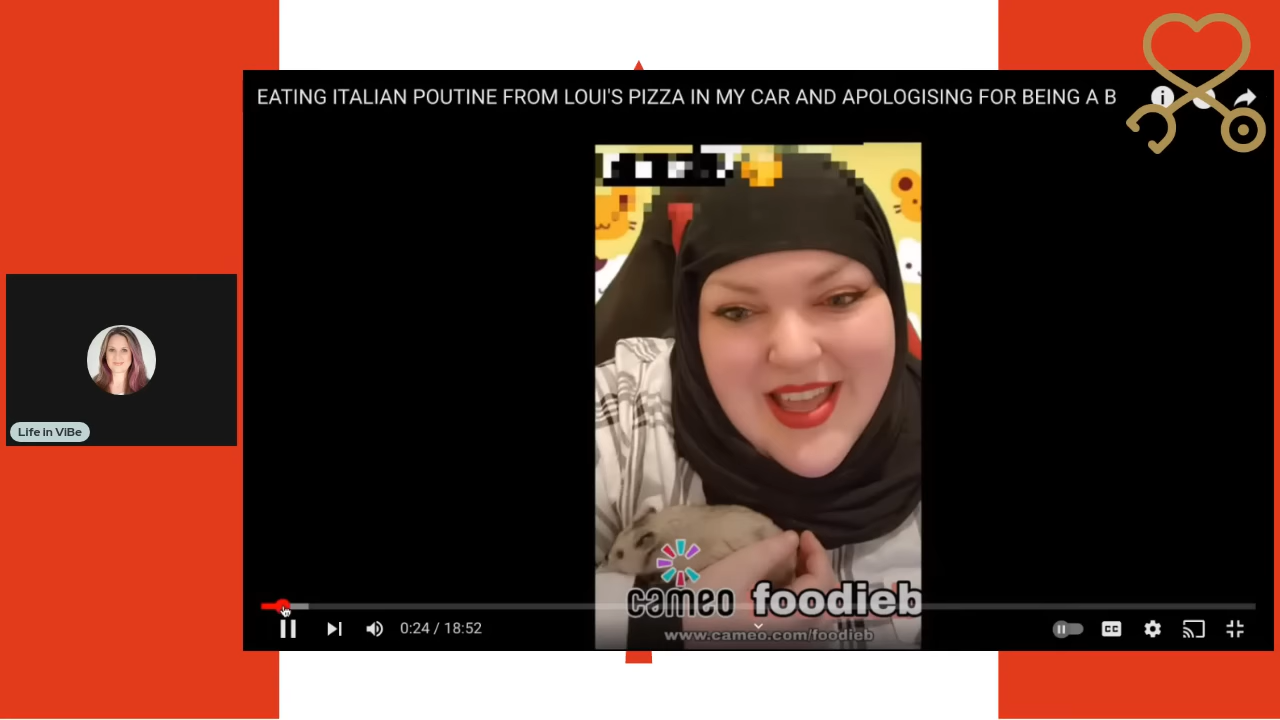 EATING ITALIAN POUTINE FROM LOUI'S PIZZA IN MY CAR AND APOLOGISING FOR BEING A B
Life in ViBe
cameo foodieb
www.cameo.com/foodieb
0:24 / 18:52
CC